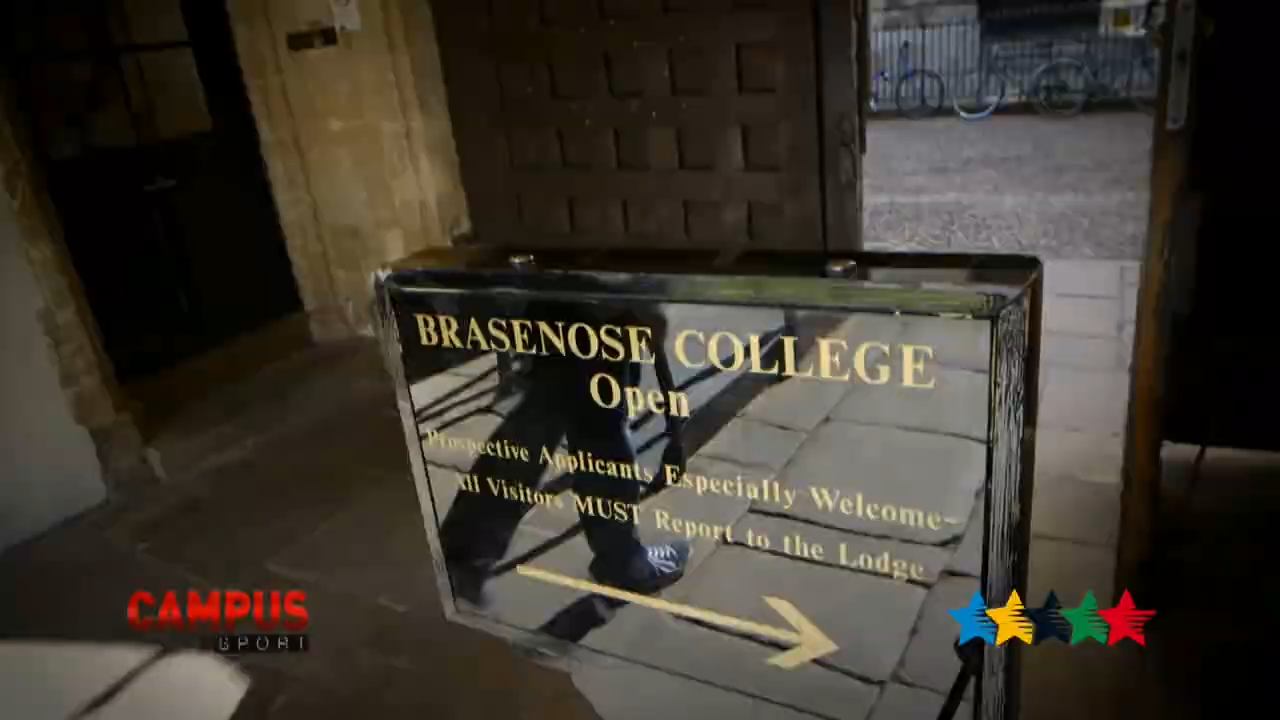 BRASENOSE COLLEGE
Open
Prospective Applicants Especially Welcome-
All Visitors MUST Report to the Lodge
CAMPUS
SPORT